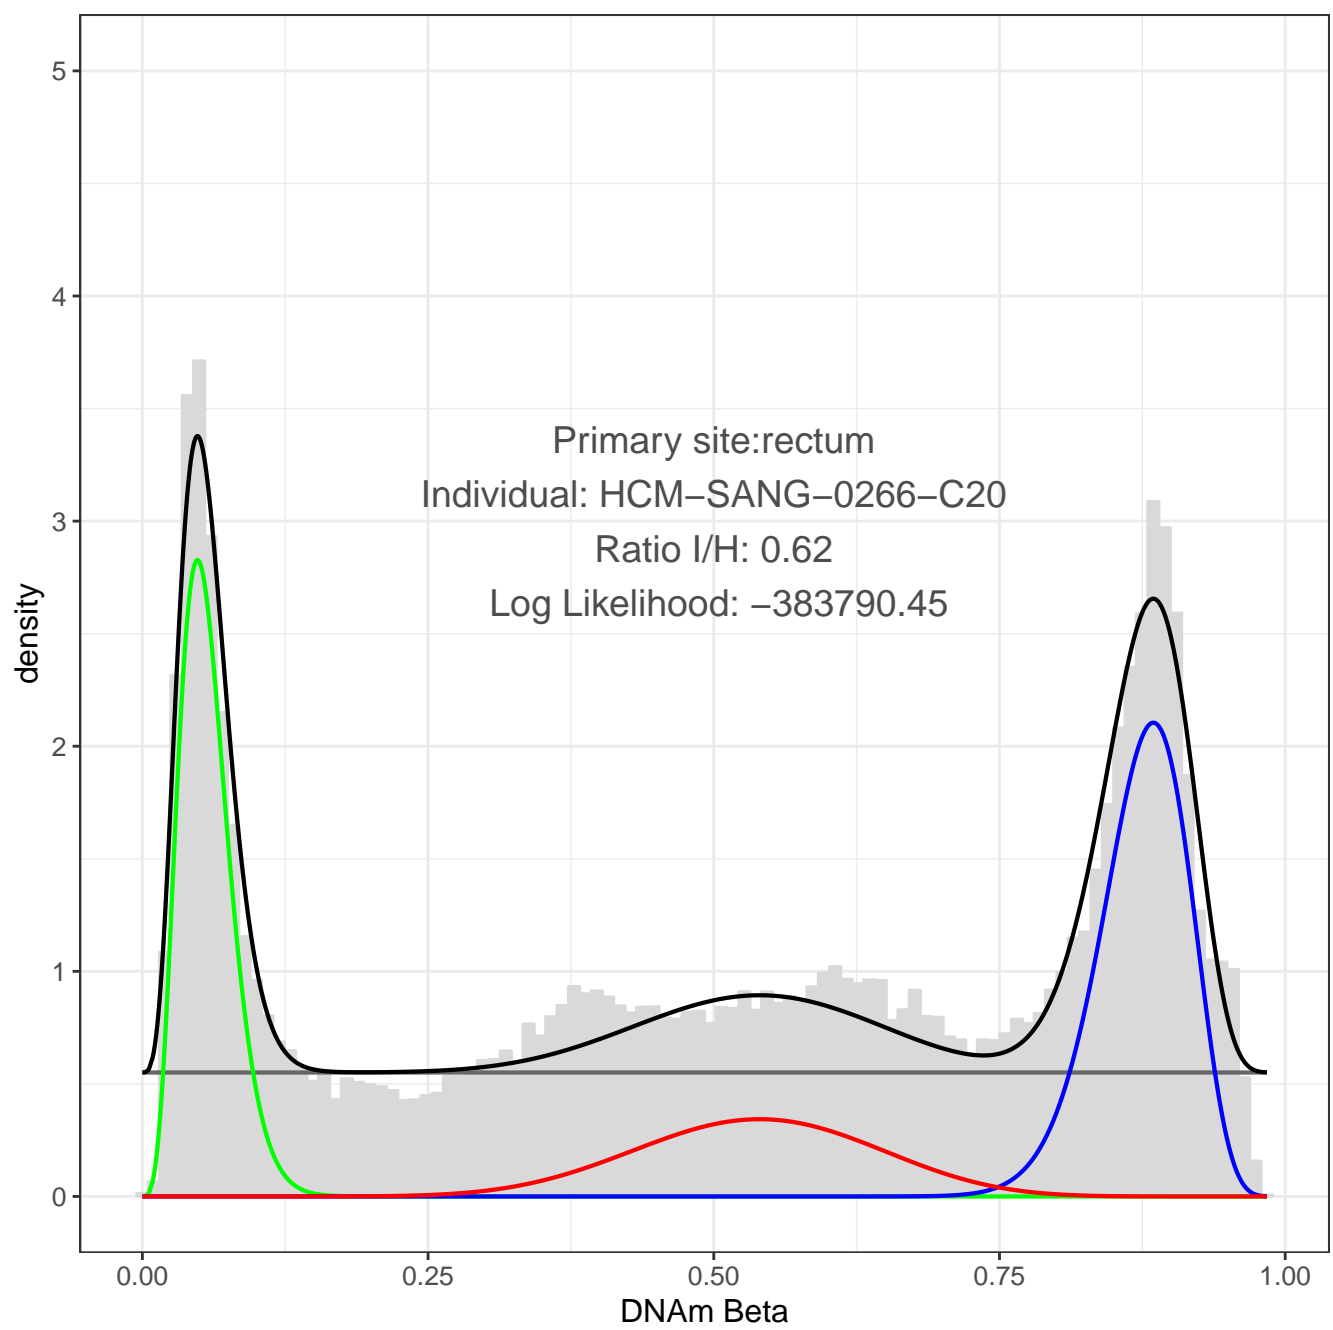 5
4
3
2
1
0
density
Primary site:rectum
Individual: HCM−SANG−0266−C20
Ratio I/H: 0.62
Log Likelihood: −383790.45
0.00 0.25 0.50 0.75 1.00
DNAm Beta